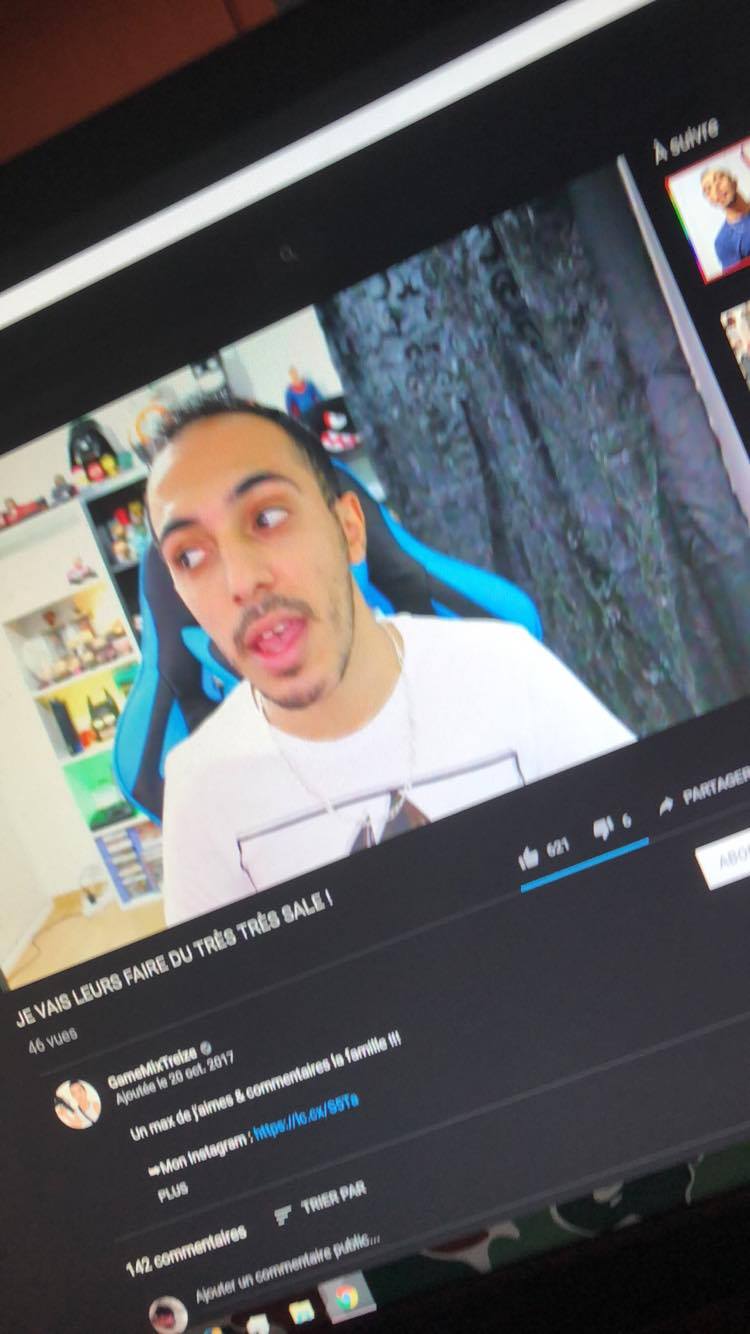 À suivre
621
6
PARTAGER
JE VAIS LEURS FAIRE DU TRÈS TRÈS SALE !
46 vues
GameMixTreize
Ajoutée le 20 oct. 2017
Un max de j'aimes & commentaires la famille !!!
➡Mon Instagram : https://lc.cx/S5Ta
PLUS
142 commentaires
TRIER PAR
Ajouter un commentaire public...